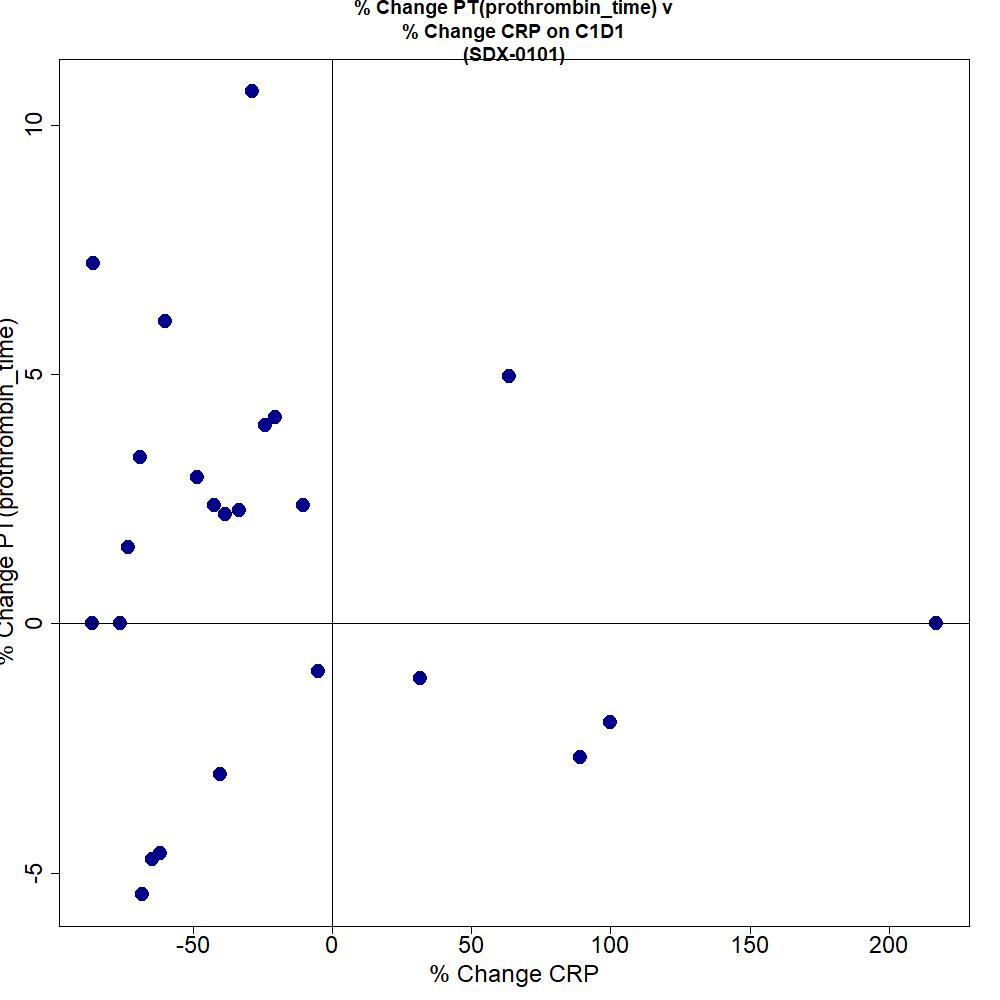 % Change PT(prothrombin_time) v
% Change CRP on C1D1
(SDX-0101)
% Change PT(prothrombin_time)
10
5
0
-5
-50 0 50 100 150 200
% Change CRP